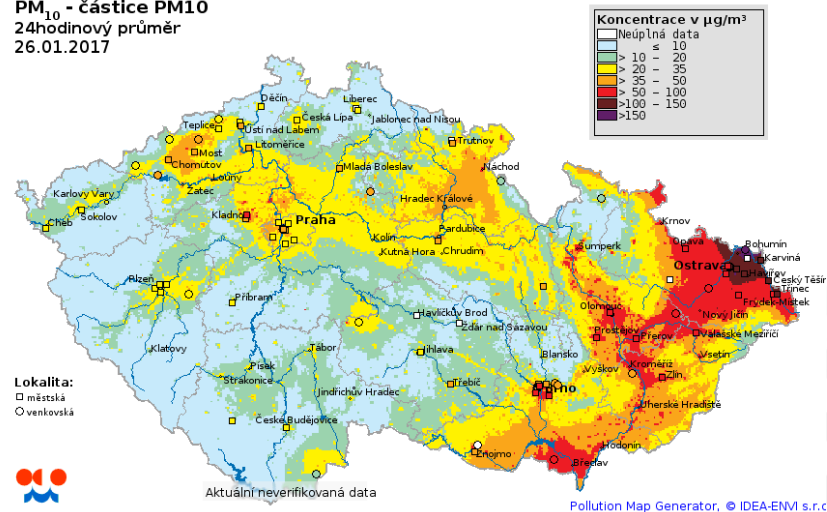 PM10 - částice PM10
24hodinový průměr
26.01.2017
Koncentrace v µg/m³
Neúplná data
≤ 10
> 10 - 20
> 20 - 35
> 35 - 50
> 50 - 100
>100 - 150
>150
Děčín
Liberec
Teplice
Ústí nad Labem
Česká Lípa
Jablonec nad Nisou
Most
Litoměřice
Trutnov
Chomutov
Mladá Boleslav
Náchod
Louny
Karlovy Vary
Žatec
Hradec Králové
Sokolov
Cheb
Kladno
Praha
Krnov
Pardubice
Opava
Bohumín
Kolín
Karviná
Kutná Hora
Chrudim
Šumperk
Ostrava
Havířov
Český Těšín
Plzeň
Třinec
Příbram
Frýdek-Místek
Havlíčkův Brod
Olomouc
Nový Jičín
Žďar nad Sázavou
Prostějov
Přerov
Valašské Meziříčí
Klatovy
Tábor
Jihlava
Blansko
Vsetín
Písek
Vyškov
Kroměříž
Strakonice
Třebíč
Zlín
Jindřichův Hradec
Brno
Uherské Hradiště
České Budějovice
Znojmo
Hodonín
Břeclav
Lokalita:
městská
venkovská
Aktuální neverifikovaná data
Pollution Map Generator, © IDEA-ENVI s.r.o